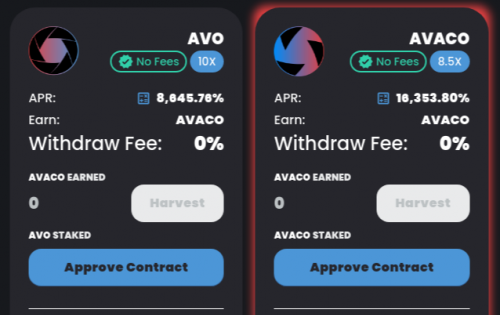 AVO
No Fees 10X
APR: 8,645.76%
Earn: AVACO
Withdraw Fee: 0%
AVACO EARNED
0 Harvest
AVO STAKED
Approve Contract
AVACO
No Fees 8.5X
APR: 16,353.80%
Earn: AVACO
Withdraw Fee: 0%
AVACO EARNED
0 Harvest
AVACO STAKED
Approve Contract